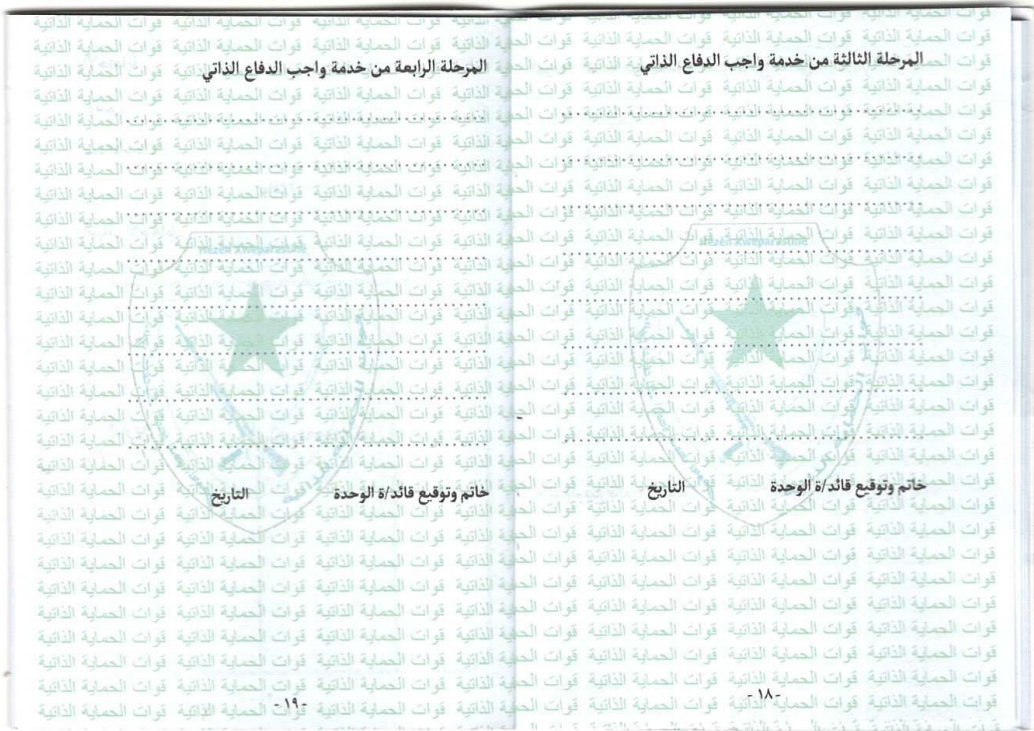 المرحلة الثالثة من خدمة واجب الدفاع الذاتي
خاتم وتوقيع قائد/ة الوحدة التاريخ
-١٨-
المرحلة الرابعة من خدمة واجب الدفاع الذاتي
خاتم وتوقيع قائد/ة الوحدة التاريخ
-١٩-
قوات الحماية الذاتية